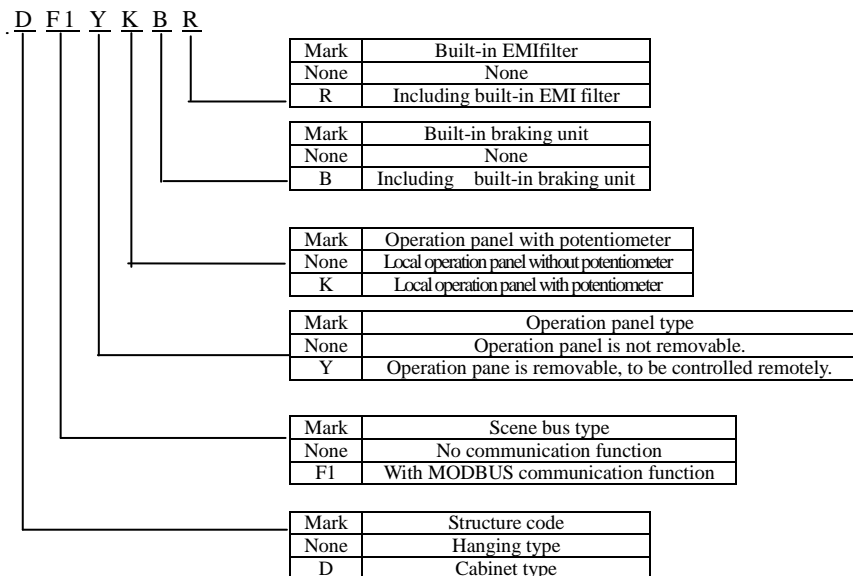 D F1 Y K B R
Mark Built-in EMIfilter
None None
R Including built-in EMI filter
Mark Built-in braking unit
None None
B Including built-in braking unit
Mark Operation panel with potentiometer
None Local operation panel without potentiometer
K Local operation panel with potentiometer
Mark Operation panel type
None Operation panel is not removable.
Y Operation pane is removable, to be controlled remotely.
Mark Scene bus type
None No communication function
F1 With MODBUS communication function
Mark Structure code
None Hanging type
D Cabinet type